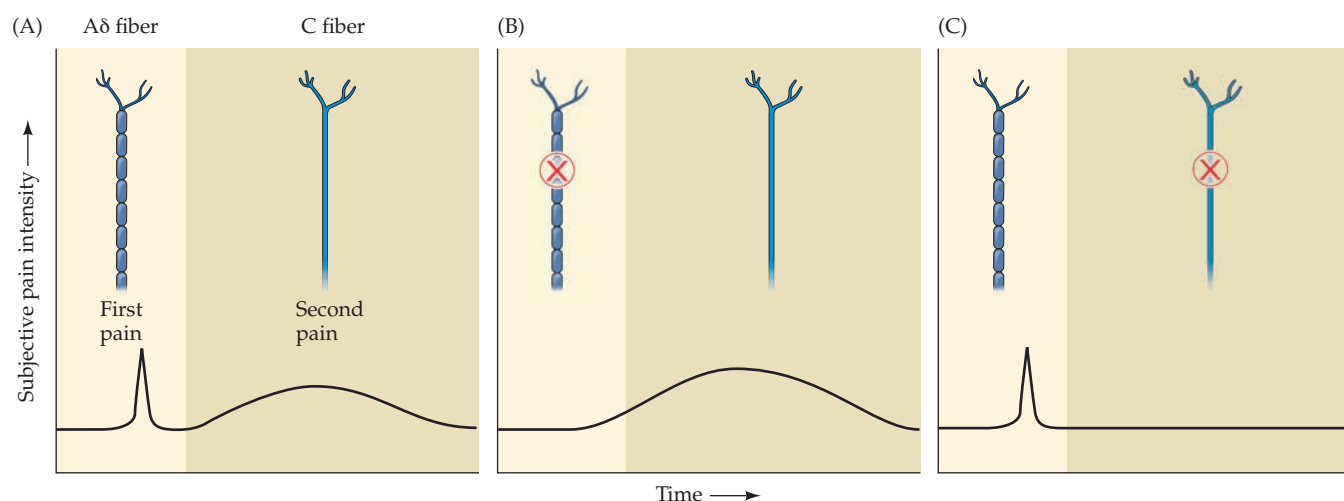 (A)
Aδ fiber
C fiber
(B)
(C)
Subjective pain intensity
First
pain
Second
pain
X
X
Time